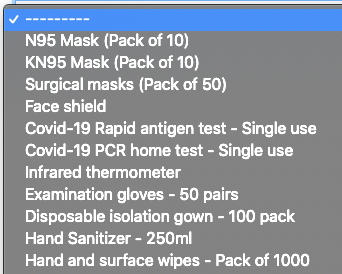 ---------
N95 Mask (Pack of 10)
KN95 Mask (Pack of 10)
Surgical masks (Pack of 50)
Face shield
Covid-19 Rapid antigen test - Single use
Covid-19 PCR home test - Single use
Infrared thermometer
Examination gloves - 50 pairs
Disposable isolation gown - 100 pack
Hand Sanitizer - 250ml
Hand and surface wipes - Pack of 1000